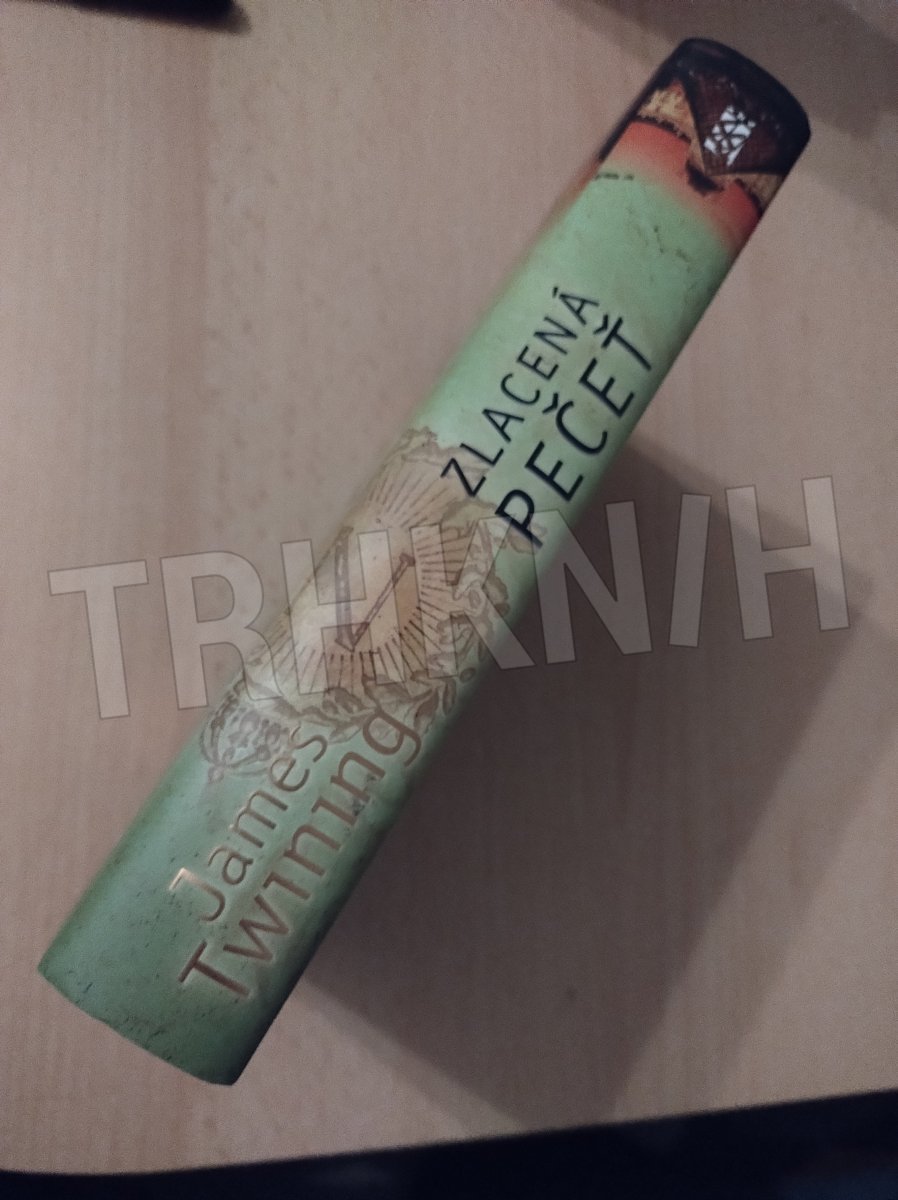 ZLACENÁ
PEČEŤ
James
Twining
TRHKNIH